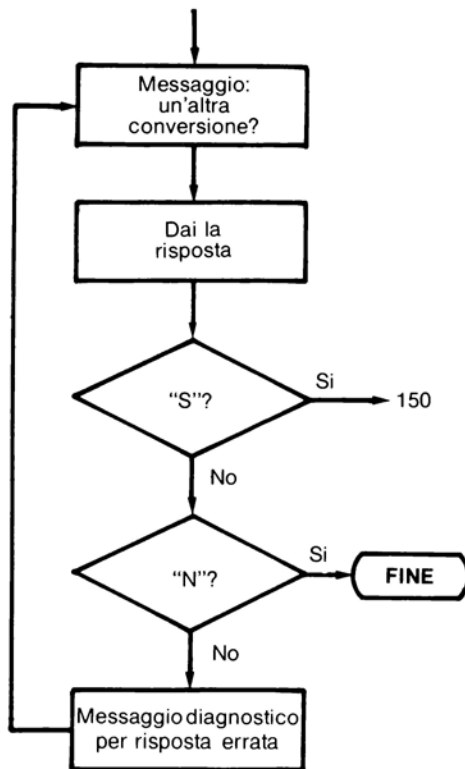 Messaggio:
un'altra
conversione?
Dai la
risposta
"S"?
Si
150
No
"N"?
Si
FINE
No
Messaggio diagnostico
per risposta errata